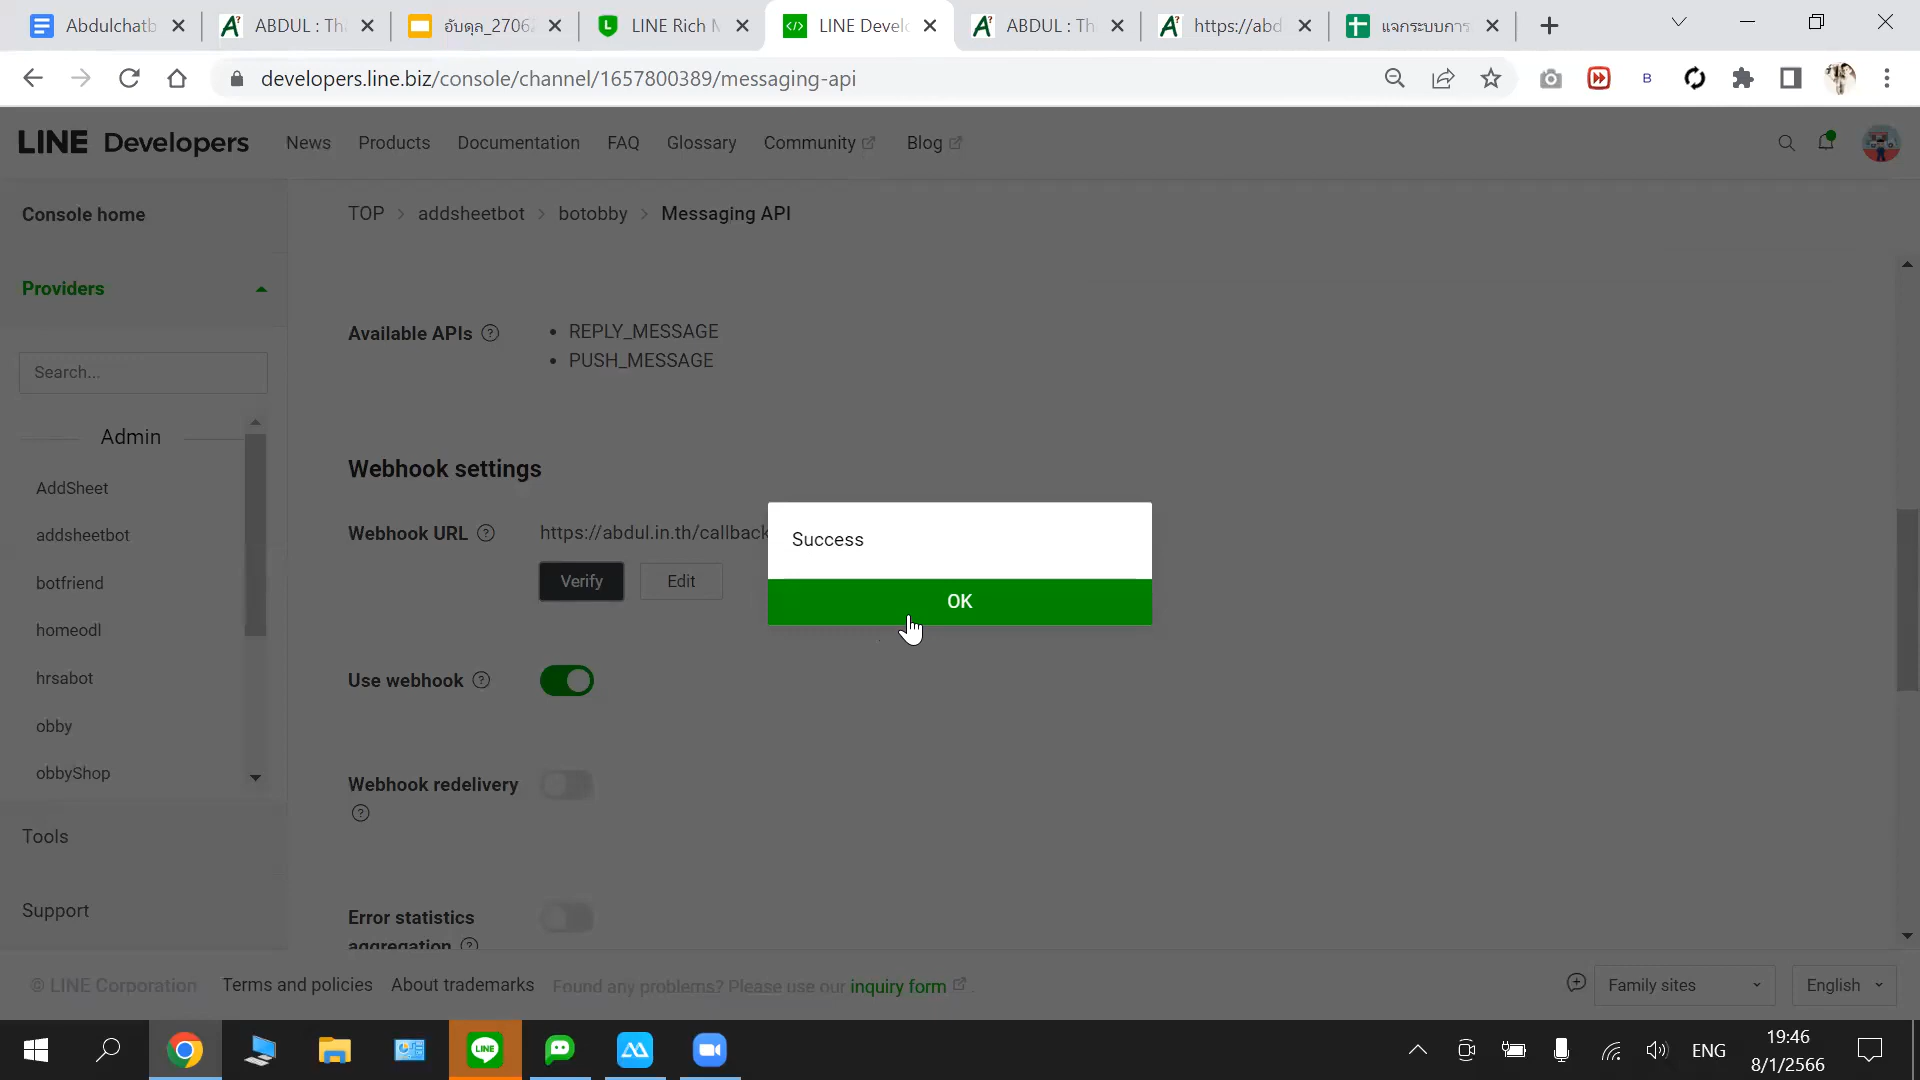 Abdulchatb
ABDUL : Th
อับดุล_2706
LINE Rich M
LINE Develo
ABDUL : Th
https://abd
แจกระบบการ
developers.line.biz/console/channel/1657800389/messaging-api
LINE Developers
News
Products
Documentation
FAQ
Glossary
Community
Blog
Console home
TOP > addsheetbot > botobby > Messaging API
Providers
Search...
Admin
AddSheet
addsheetbot
botfriend
homeodl
hrsabot
obby
obbyShop
Tools
Support
Available APIs
• REPLY_MESSAGE
• PUSH_MESSAGE
Webhook settings
Webhook URL
https://abdul.in.th/callback
Verify
Edit
Success
OK
Use webhook
Webhook redelivery
Error statistics
aggregation
© LINE Corporation
Terms and policies
About trademarks
Found any problems? Please use our inquiry form.
Family sites
English
LINE
ENG
19:46
8/1/2566